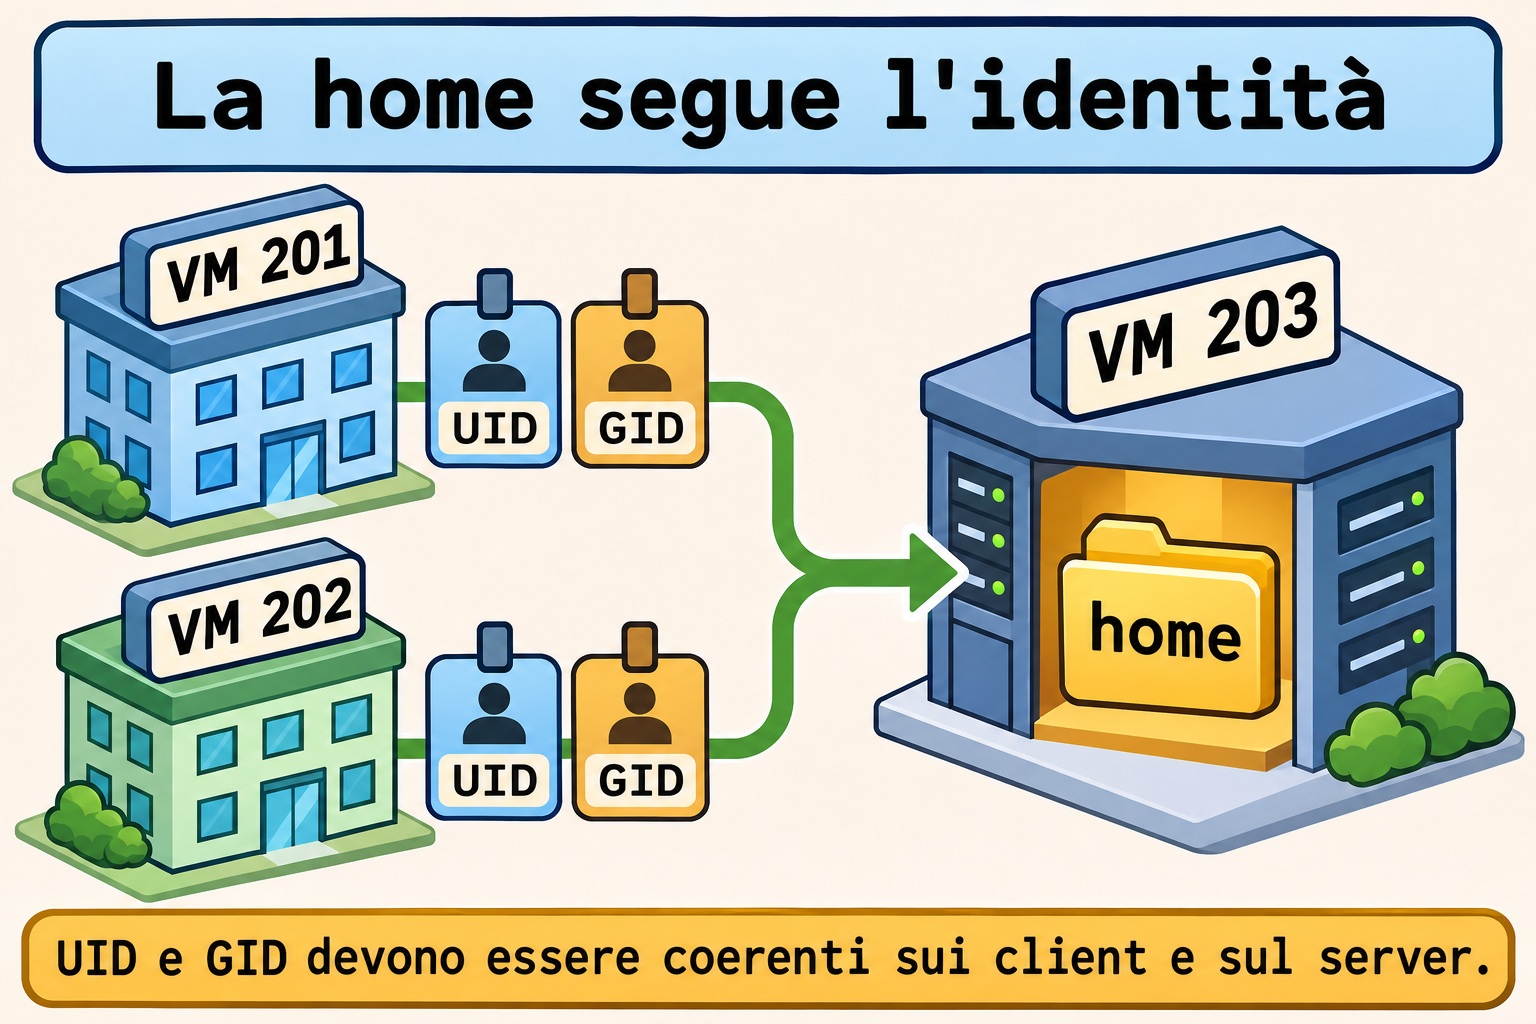 La home segue l'identità
VM 201
UID
GID
VM 202
UID
GID
VM 203
home
UID e GID devono essere coerenti sui client e sul server.